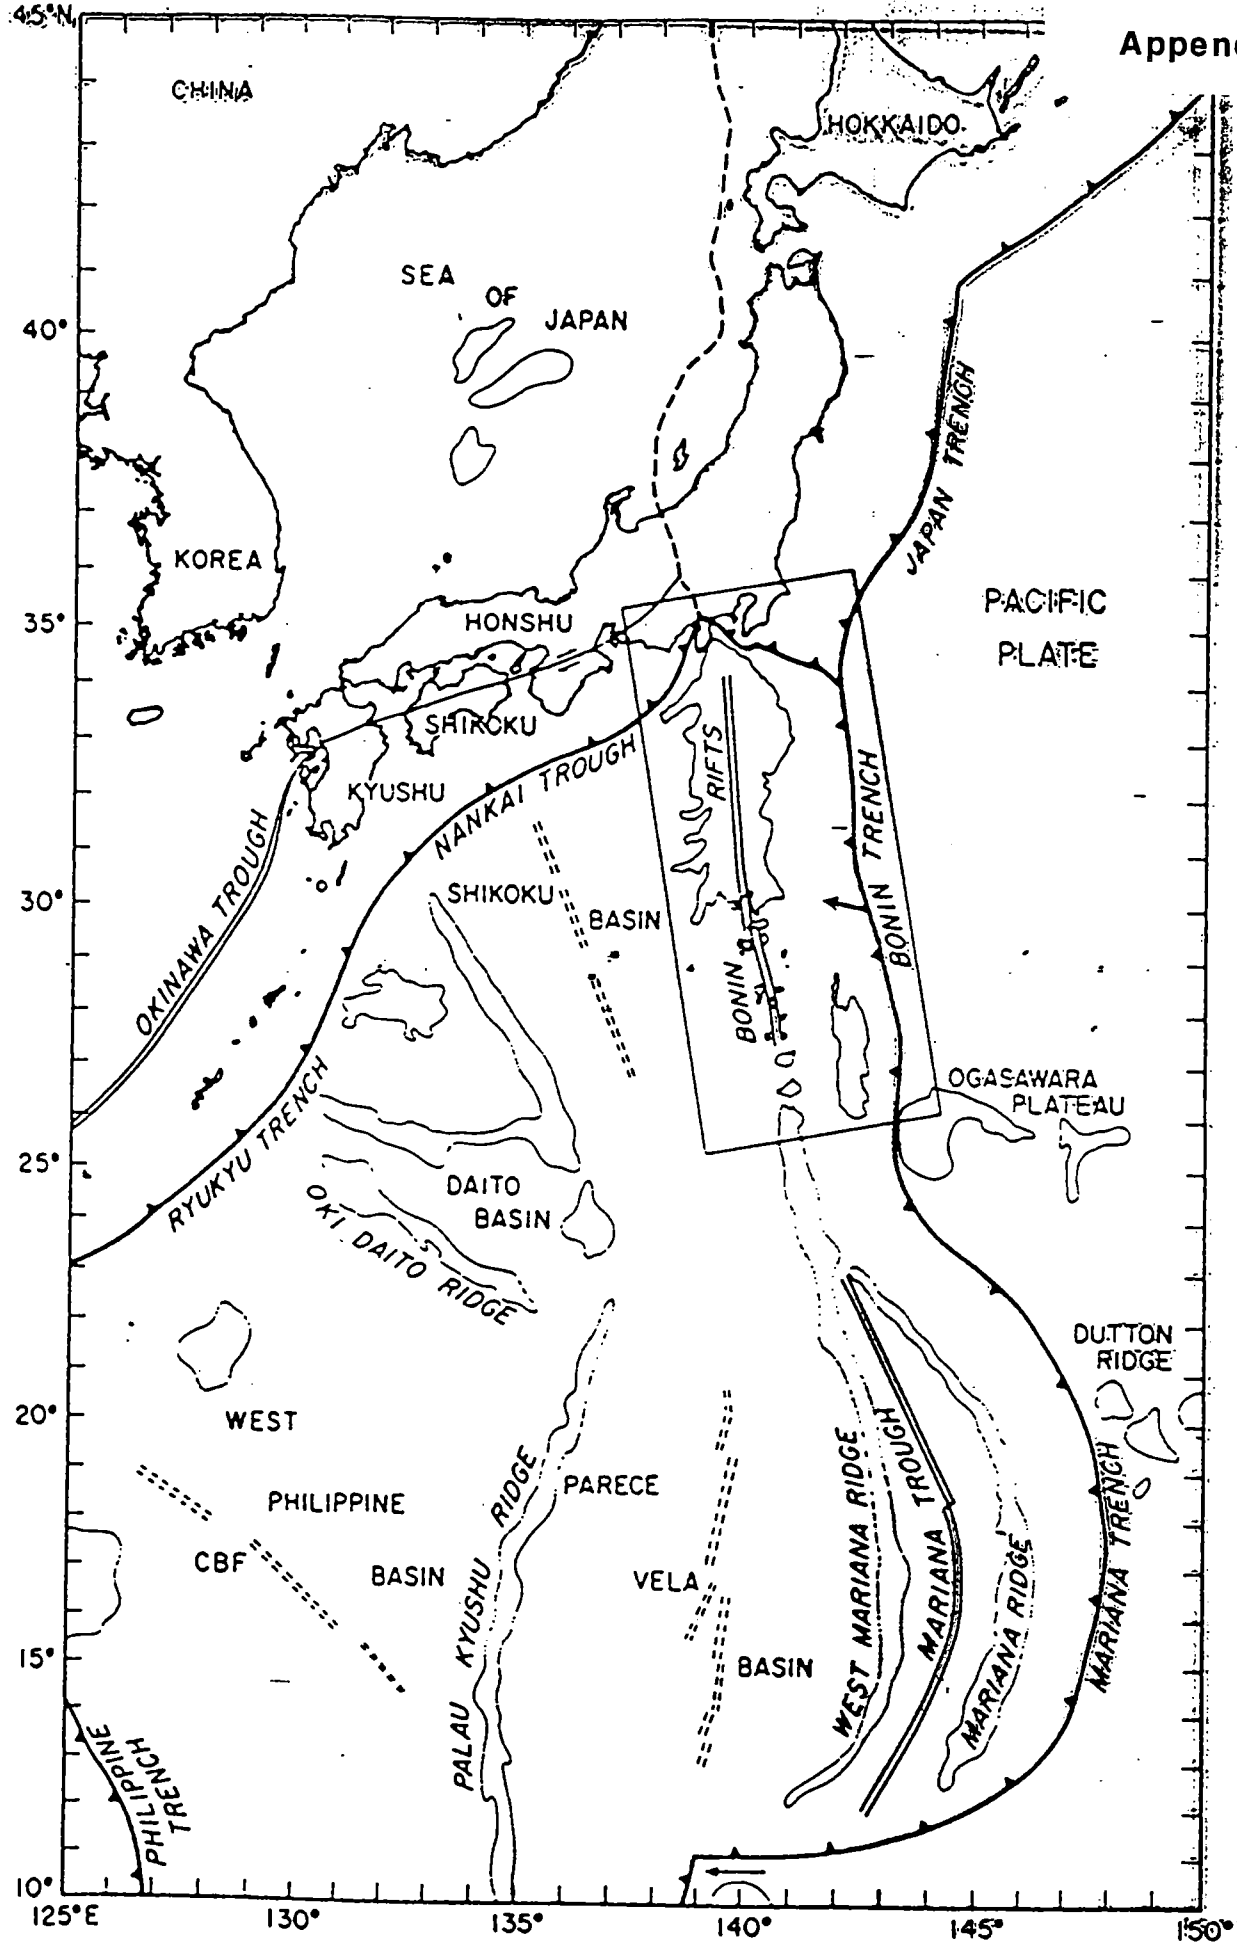 45°N
Appen
CHINA
HOKKAIDO
SEA
OF
JAPAN
40°
JAPAN TRENCH
KOREA
PACIFIC
PLATE
35°
HONSHU
SHIKOKU
KYUSHU
NANKAI TROUGH
RIFTS
BONIN
BONIN TRENCH
OKINAWA TROUGH
30°
SHIKOKU
BASIN
OGASAWARA
PLATEAU
RYUKYU TRENCH
25°
DAITO
BASIN
OKI DAITO RIDGE
DUTTON
RIDGE
20°
WEST
PHILIPPINE
BASIN
CBF
PALAU KYUSHU RIDGE
PARECE
VELA
BASIN
WEST MARIANA RIDGE
MARIANA TROUGH
MARIANA RIDGE
MARIANA TRENCH
15°
PHILIPPINE
TRENCH
10°
125°E
130°
135°
140°
145°
150°